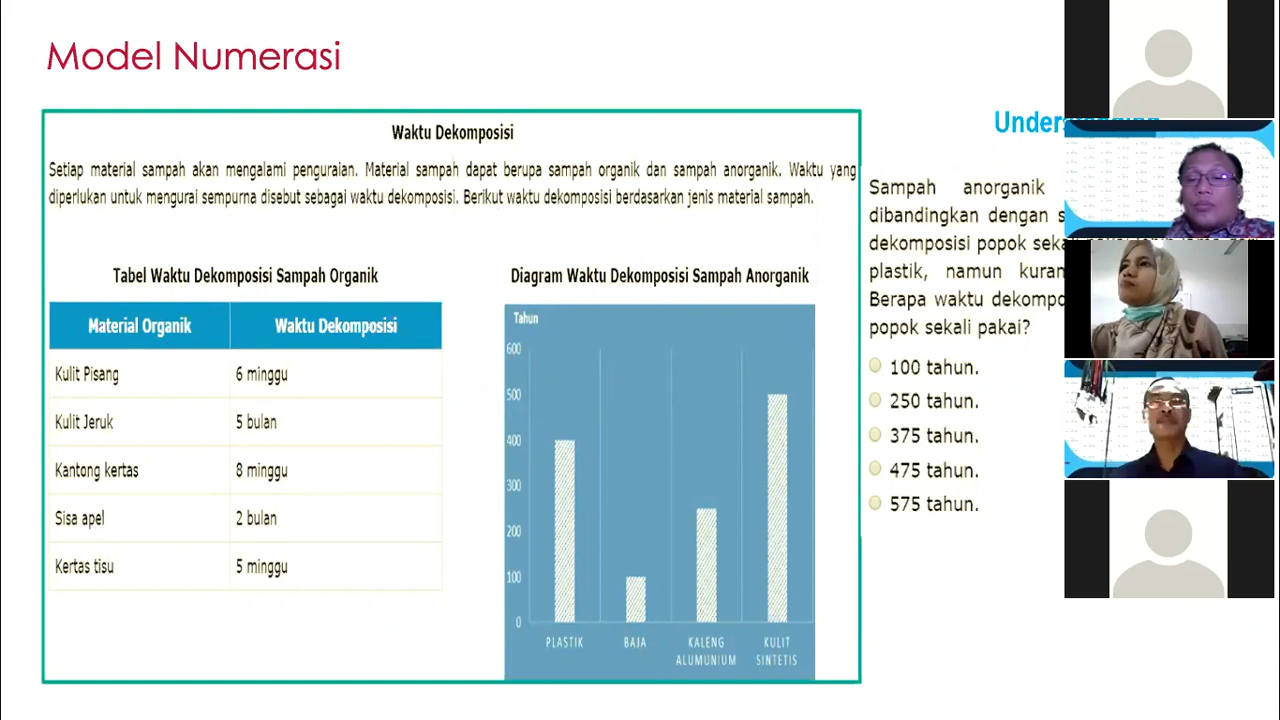 Model Numerasi
Waktu Dekomposisi
Setiap material sampah akan mengalami penguraian. Material sampah dapat berupa sampah organik dan sampah anorganik. Waktu yang
diperlukan untuk mengurai sempurna disebut sebagai waktu dekomposisi. Berikut waktu dekomposisi berdasarkan jenis material sampah.
Tabel Waktu Dekomposisi Sampah Organik
Material Organik Waktu Dekomposisi
Kulit Pisang 6 minggu
Kulit Jeruk 5 bulan
Kantong kertas 8 minggu
Sisa apel 2 bulan
Kertas tisu 5 minggu
Diagram Waktu Dekomposisi Sampah Anorganik
Tahun
600
500
400
300
200
100
0
PLASTIK BAJA KALENG ALUMUNIUM KULIT SINTETIS
Sampah anorganik
dibandingkan dengan
dekomposisi popok
plastik, namun
Berapa waktu
popok sekali pakai?
100 tahun.
250 tahun.
375 tahun.
475 tahun.
575 tahun.